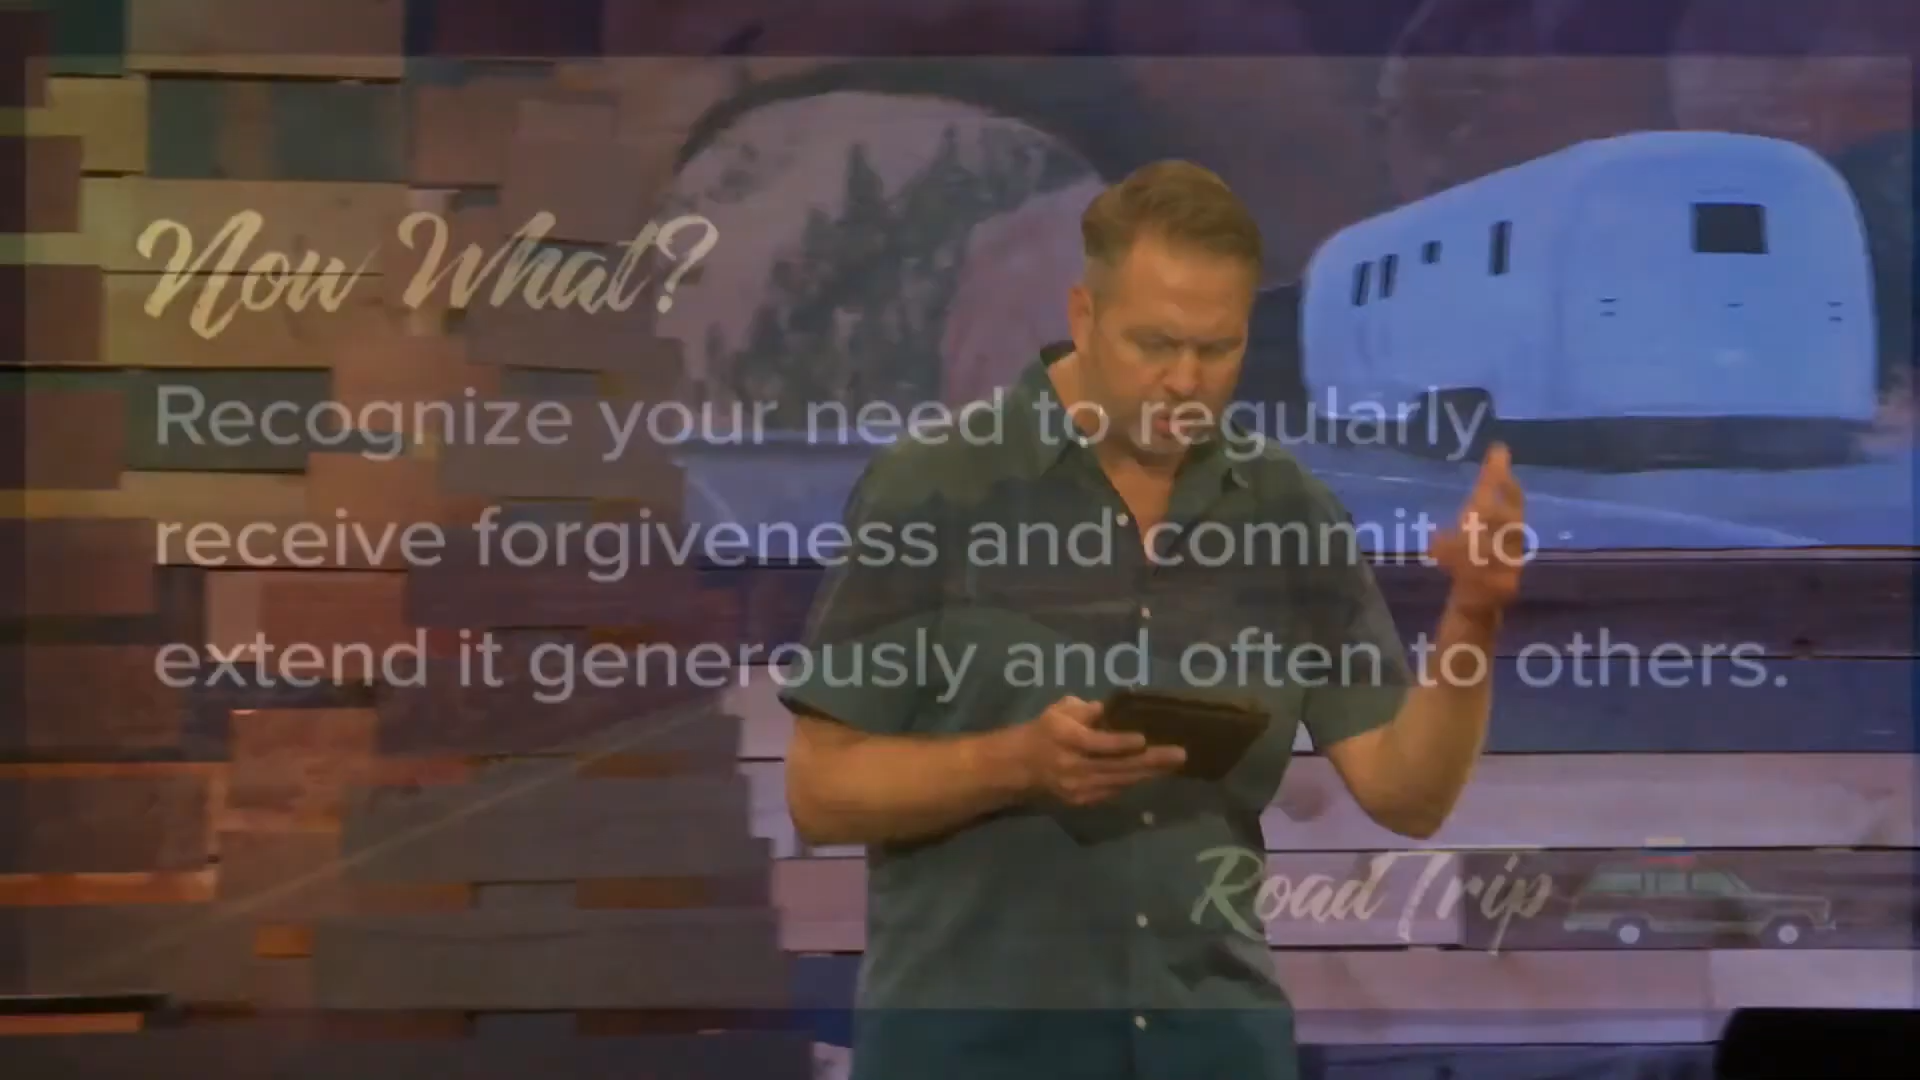 Now What?
Recognize your need to regularly
receive forgiveness and commit to
extend it generously and often to others.
Road Trip